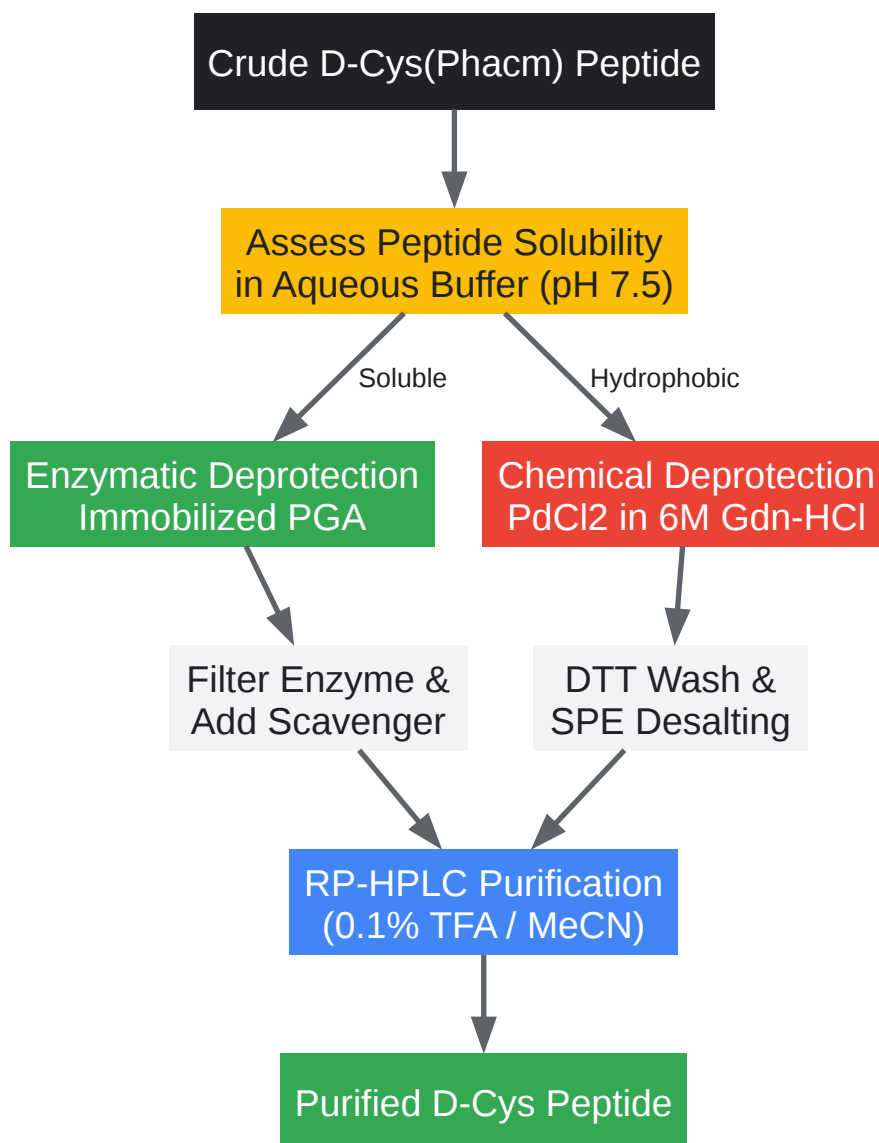 Crude D-Cys(Phacm) Peptide
Assess Peptide Solubility
in Aqueous Buffer (pH 7.5)
Soluble
Hydrophobic
Enzymatic Deprotection
Immobilized PGA
Chemical Deprotection
PdCl2 in 6M Gdn-HCl
Filter Enzyme &
Add Scavenger
DTT Wash &
SPE Desalting
RP-HPLC Purification
(0.1% TFA / MeCN)
Purified D-Cys Peptide